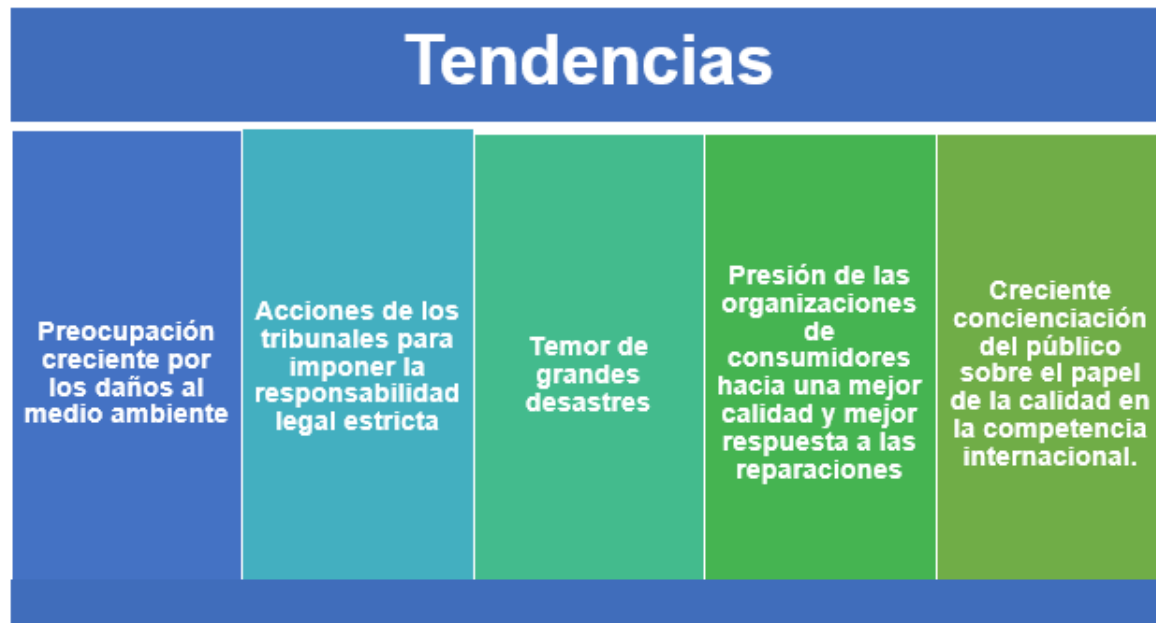 Tendencias
Preocupación
creciente por
los daños al
medio ambiente
Acciones de los
tribunales para
imponer la
responsabilidad
legal estricta
Temor de
grandes
desastres
Presión de las
organizaciones
de
consumidores
hacia una mejor
calidad y mejor
respuesta a las
reparaciones
Creciente
concienciación
del público
sobre el papel
de la calidad en
la competencia
internacional.